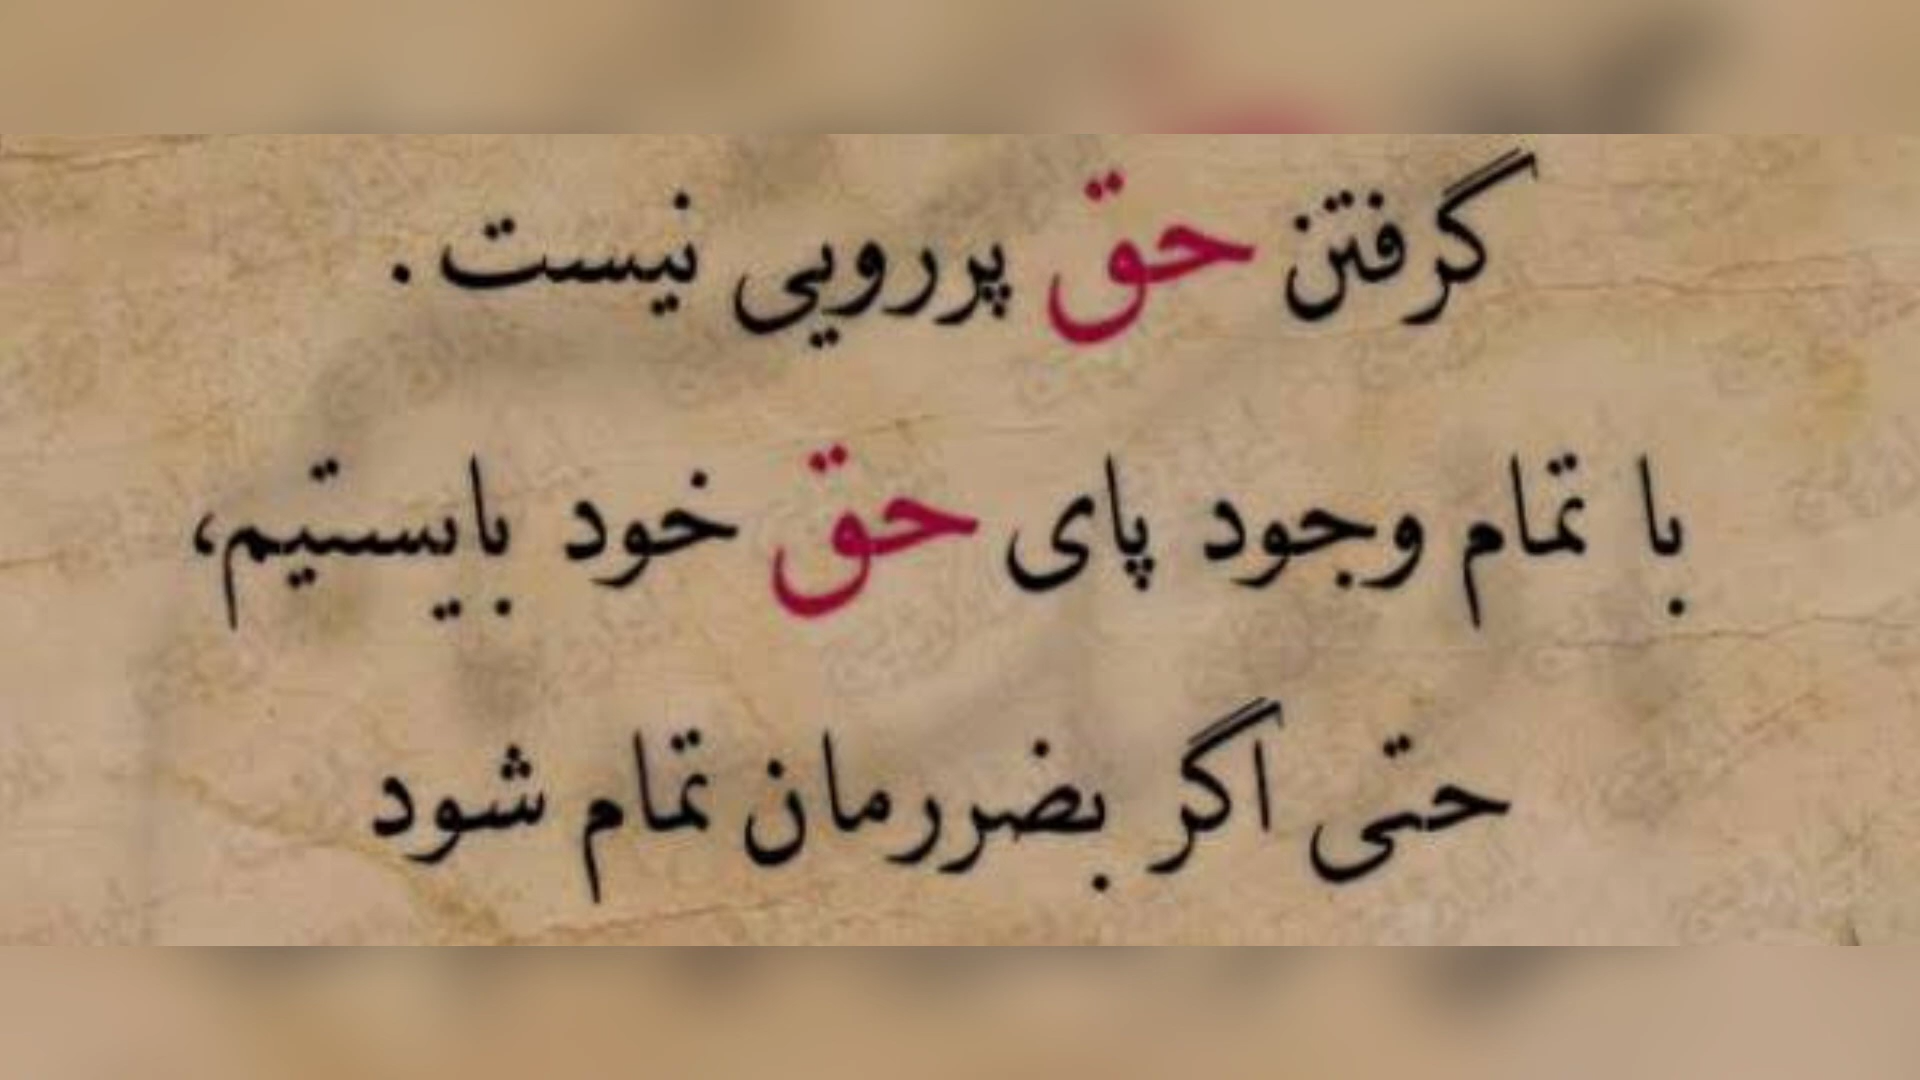 گرفتن حق پررویی نیست.
با تمام وجود پای حق خود بایستیم،
حتی اگر بضررمان تمام شود